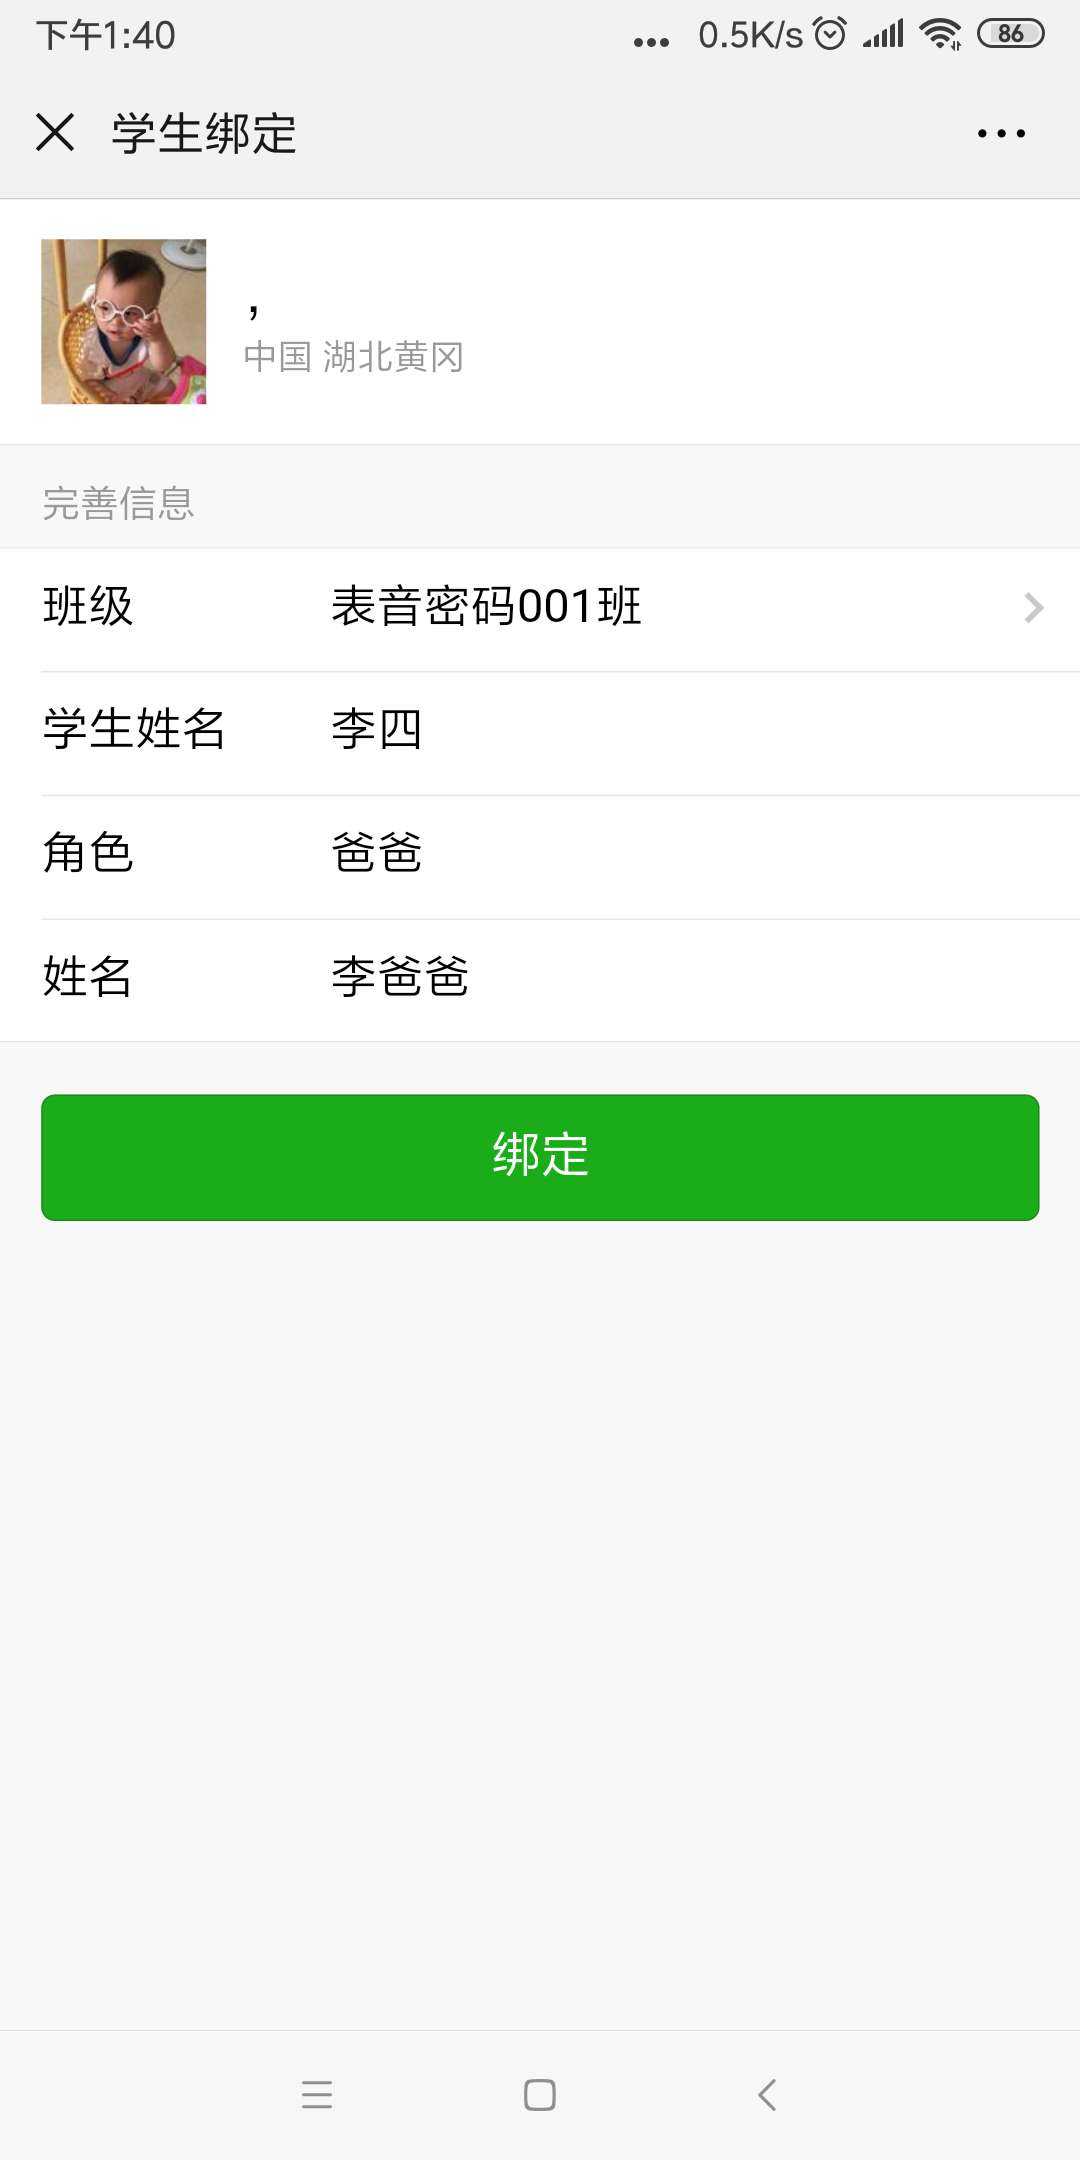 下午1:40
0.5K/s
86
学生绑定
，
中国 湖北黄冈
完善信息
班级 表音密码001班
学生姓名 李四
角色 爸爸
姓名 李爸爸
绑定